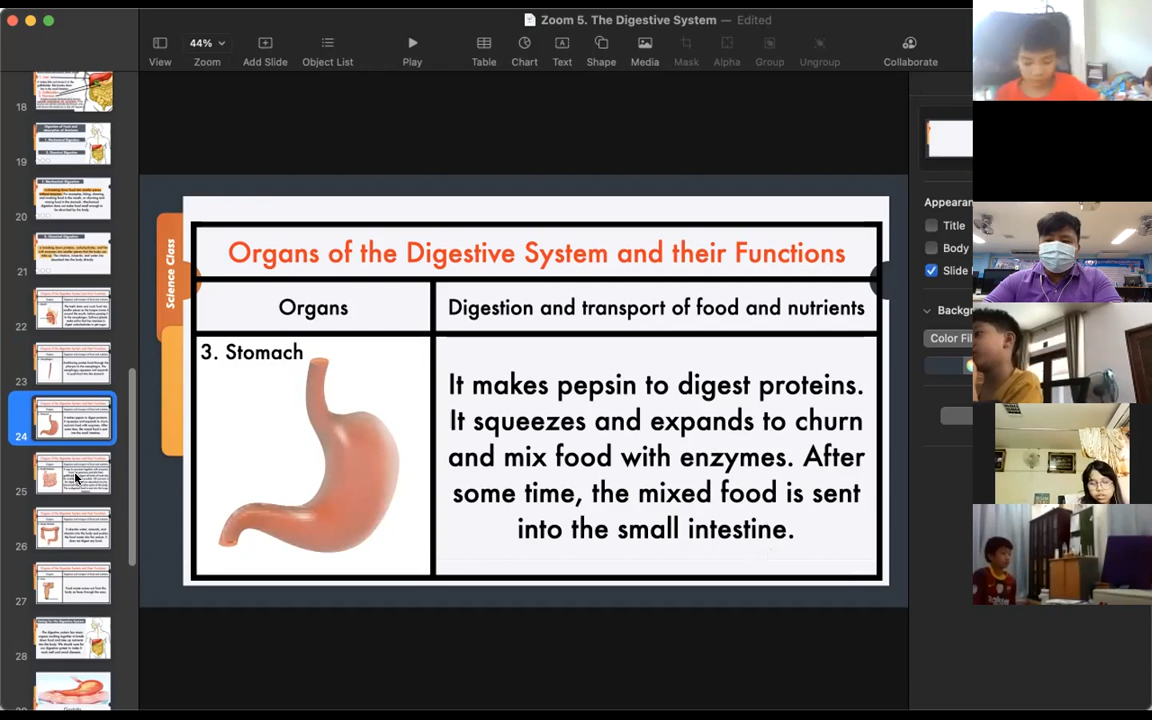 Zoom 5. The Digestive System — Edited
44%
View
Zoom
Add Slide
Object List
Play
Table
Chart
Text
Shape
Media
Mask
Alpha
Group
Ungroup
Collaborate
18
19
20
21
22
23
24
25
26
27
28
Science Class
Organs of the Digestive System and their Functions
Organs
Digestion and transport of food and nutrients
3. Stomach
It makes pepsin to digest proteins.
It squeezes and expands to churn
and mix food with enzymes. After
some time, the mixed food is sent
into the small intestine.
Appearance
Title
Body
Slide
Backg
Color Fil